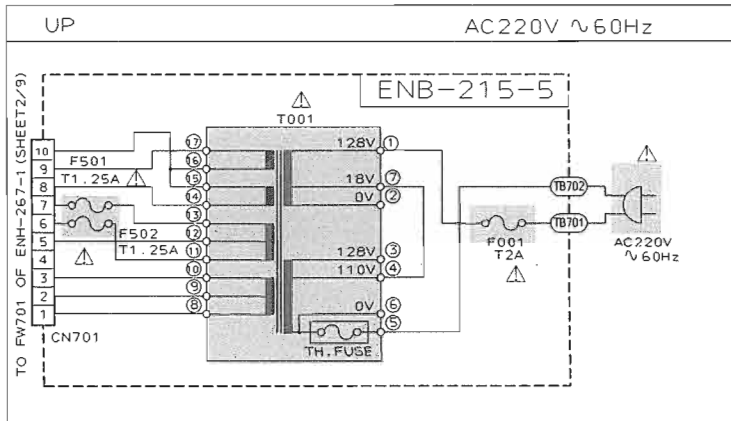 UP
AC220V ∿60Hz
ENB-215-5
TO FW701 OF ENH-267-1 (SHEET2/9)
T001
10
9
8
7
6
5
4
3
2
1
CN701
F501
T1.25A
F502
T1.25A
17
16
15
14
13
12
11
10
9
8
128V 1
18V 7
0V 2
128V 3
110V 4
0V 6
5
TH.FUSE
F001
T2A
TB702
TB701
AC220V
∿60Hz